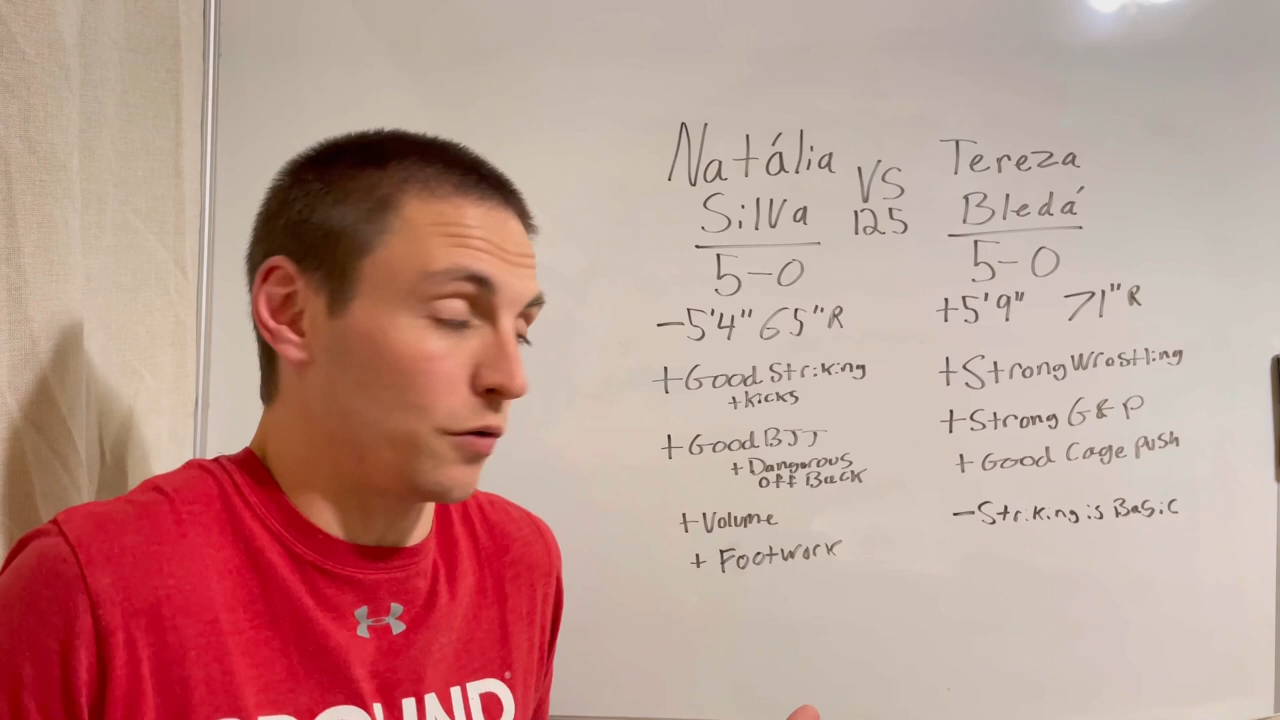 Natália
Silva
5-0
-5'4" 65"R
+Good Striking
+kicks
+Good BJJ
+Dangerous
off Back
+Volume
+ Footwork
VS
125
Tereza
Bledá
5-0
+5'9" 71"R
+Strong Wrestling
+Strong G&P
+Good Cage push
-Striking is Basic